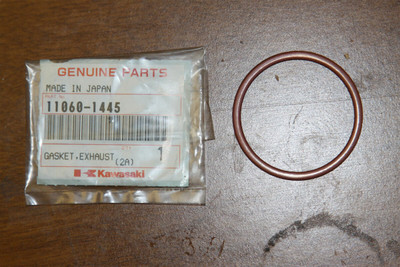 GENUINE PARTS
MADE IN JAPAN
11060-1445
GASKET,EXHAUST
(2A) 1
Kawasaki